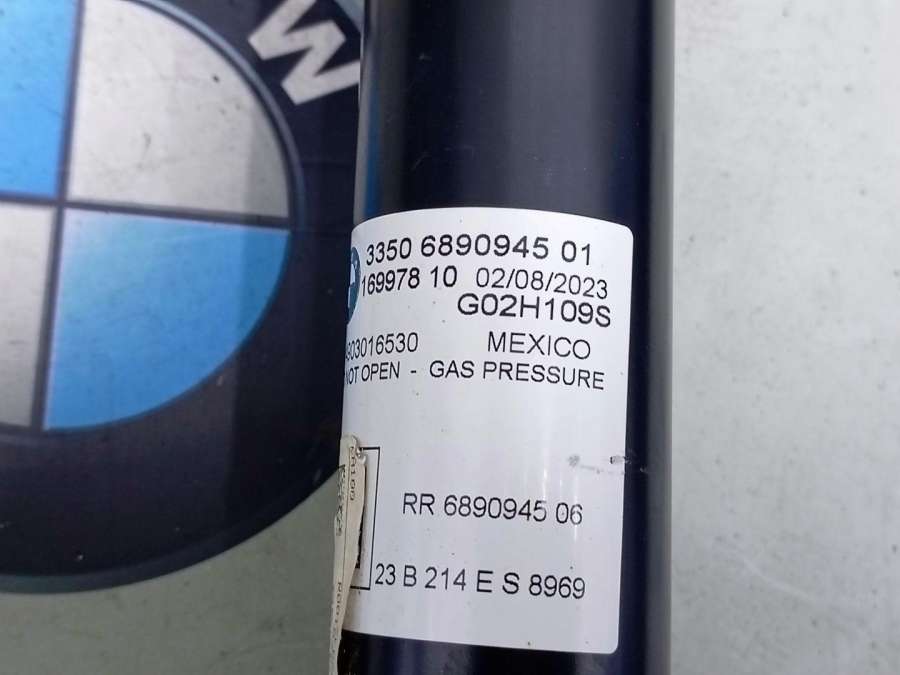 W
3350 6890945 01
169978 10 02/08/2023
G02H109S
903016530 MEXICO
NOT OPEN - GAS PRESSURE
RR 6890945 06
23 B 214 E S 8969